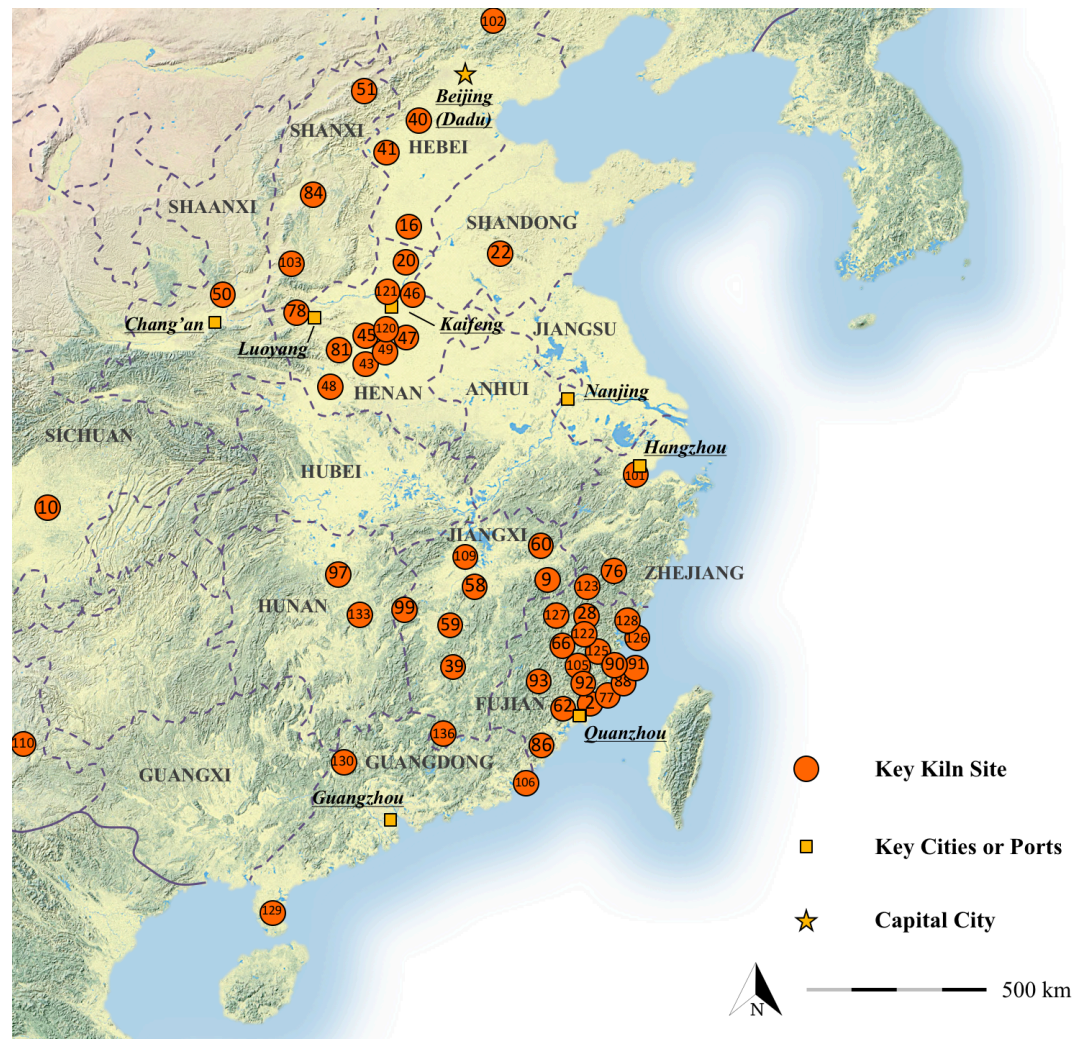 102
51
Beijing
(Dadu)
40
SHANXI
41
HEBEI
84
SHAANXI
16
SHANDONG
22
20
103
50
121
46
78
Chang'an
Kaifeng
Luoyang
120
45
47
JIANGSU
81
49
43
48
HENAN
ANHUI
Nanjing
SICHUAN
Hangzhou
HUBEI
101
10
JIANGXI
60
109
97
76
ZHEJIANG
9
58
123
HUNAN
99
133
127
28
128
59
122
126
66
125
105
90
91
39
93
92
88
77
FUJIAN
62
2
Quanzhou
136
86
110
130
GUANGDONG
GUANGXI
106
Key Kiln Site
Guangzhou
Key Cities or Ports
129
Capital City
N
500 km